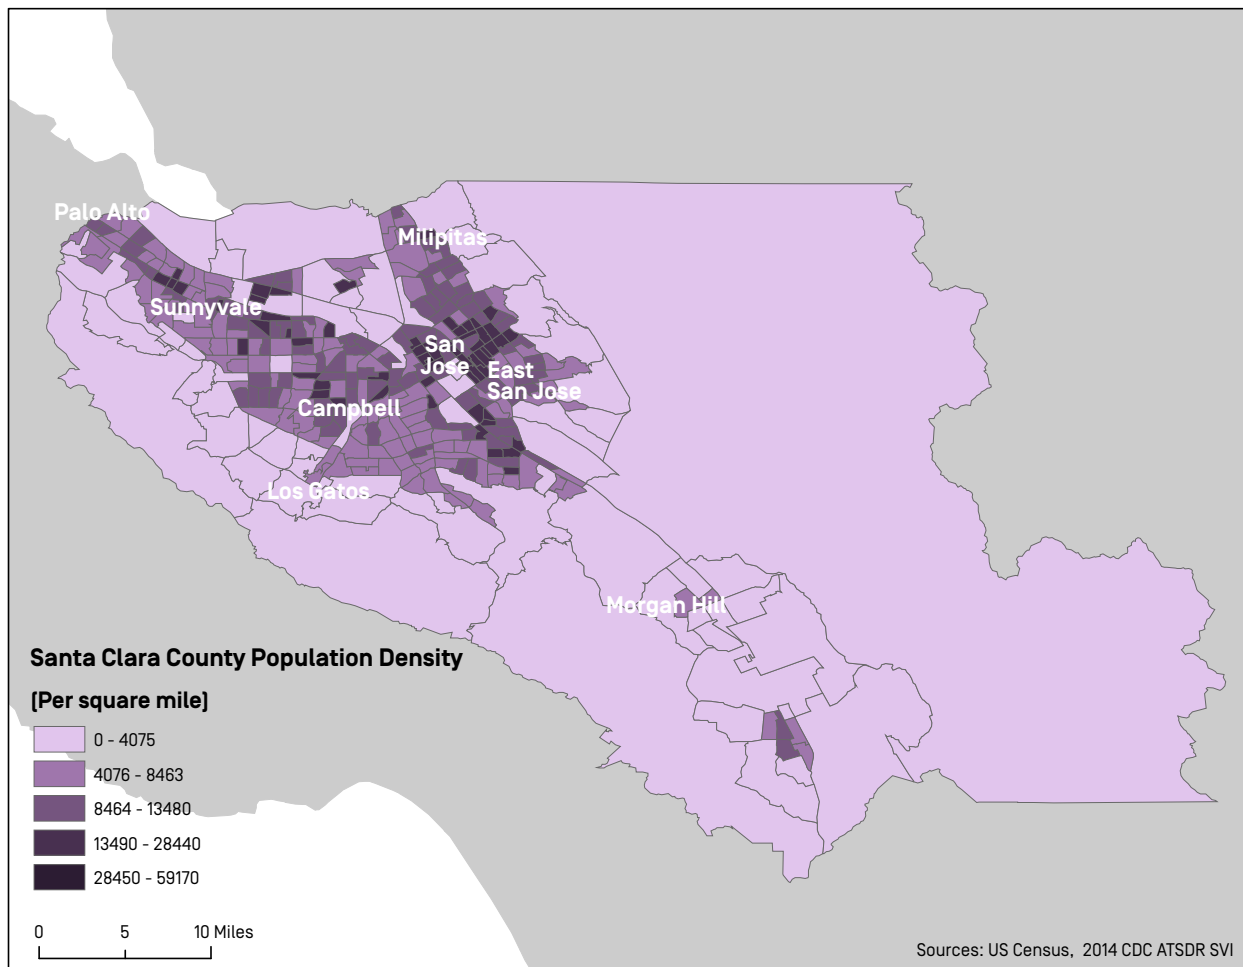 Palo Alto
Milipitas
Sunnyvale
San
Jose
East
San Jose
Campbell
Los Gatos
Morgan Hill
Santa Clara County Population Density
(Per square mile)
0 - 4075
4076 - 8463
8464 - 13480
13490 - 28440
28450 - 59170
0 5 10 Miles
Sources: US Census, 2014 CDC ATSDR SVI